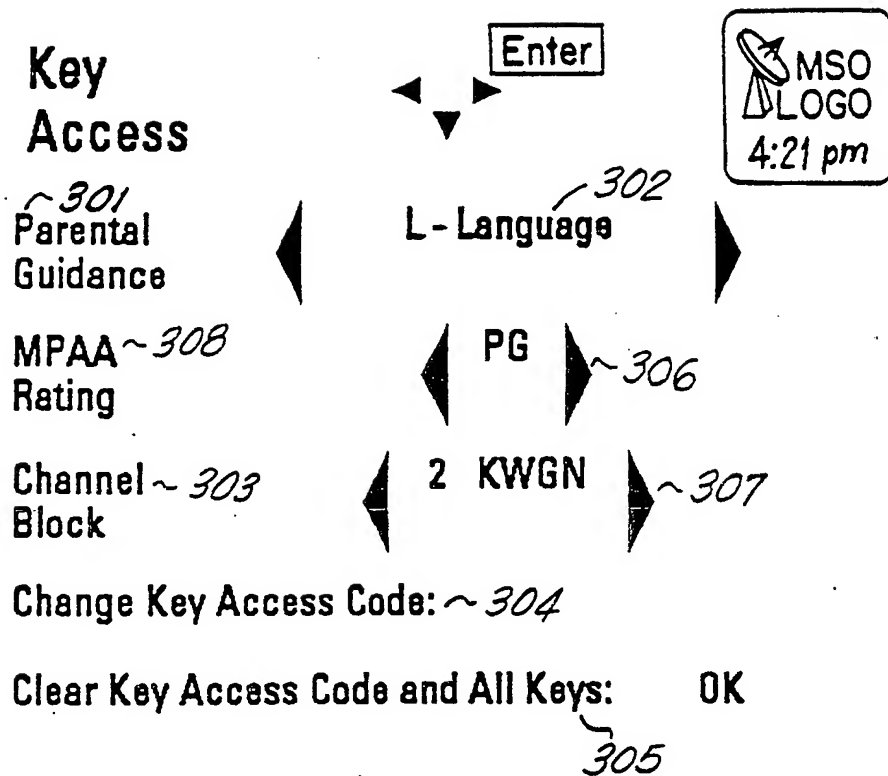 Key
Access
Enter
MSO
LOGO
4:21 pm
~301
Parental
Guidance
L-Language
302
MPAA~308
Rating
PG
~306
Channel~303
Block
2 KWGN
~307
Change Key Access Code:~304
Clear Key Access Code and All Keys: OK
305